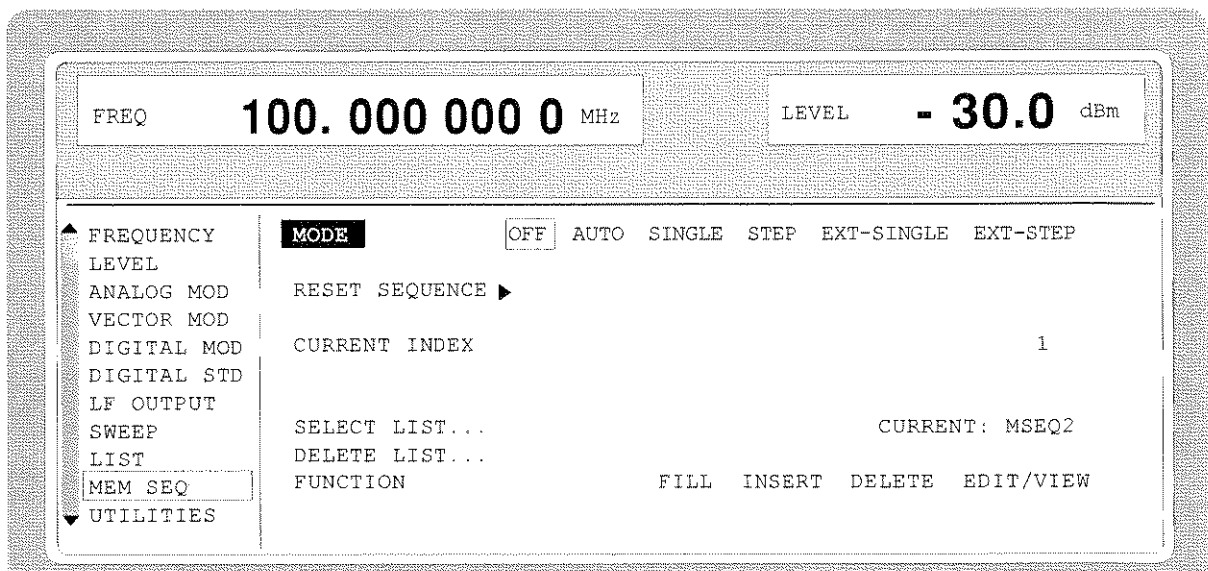 FREQ 100. 000 000 0 MHz LEVEL - 30.0 dBm
FREQUENCY
LEVEL
ANALOG MOD
VECTOR MOD
DIGITAL MOD
DIGITAL STD
LF OUTPUT
SWEEP
LIST
MEM SEQ
UTILITIES
MODE OFF AUTO SINGLE STEP EXT-SINGLE EXT-STEP
RESET SEQUENCE ▶
CURRENT INDEX 1
SELECT LIST... CURRENT: MSEQ2
DELETE LIST...
FUNCTION FILL INSERT DELETE EDIT/VIEW